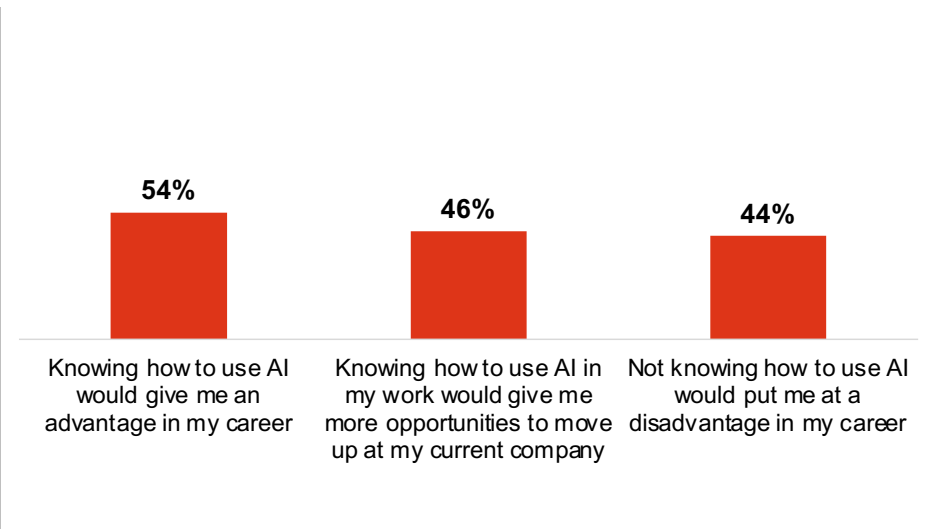 54%
46%
44%
Knowing how to use AI
would give me an
advantage in my career
Knowing how to use AI in
my work would give me
more opportunities to move
up at my current company
Not knowing how to use AI
would put me at a
disadvantage in my career